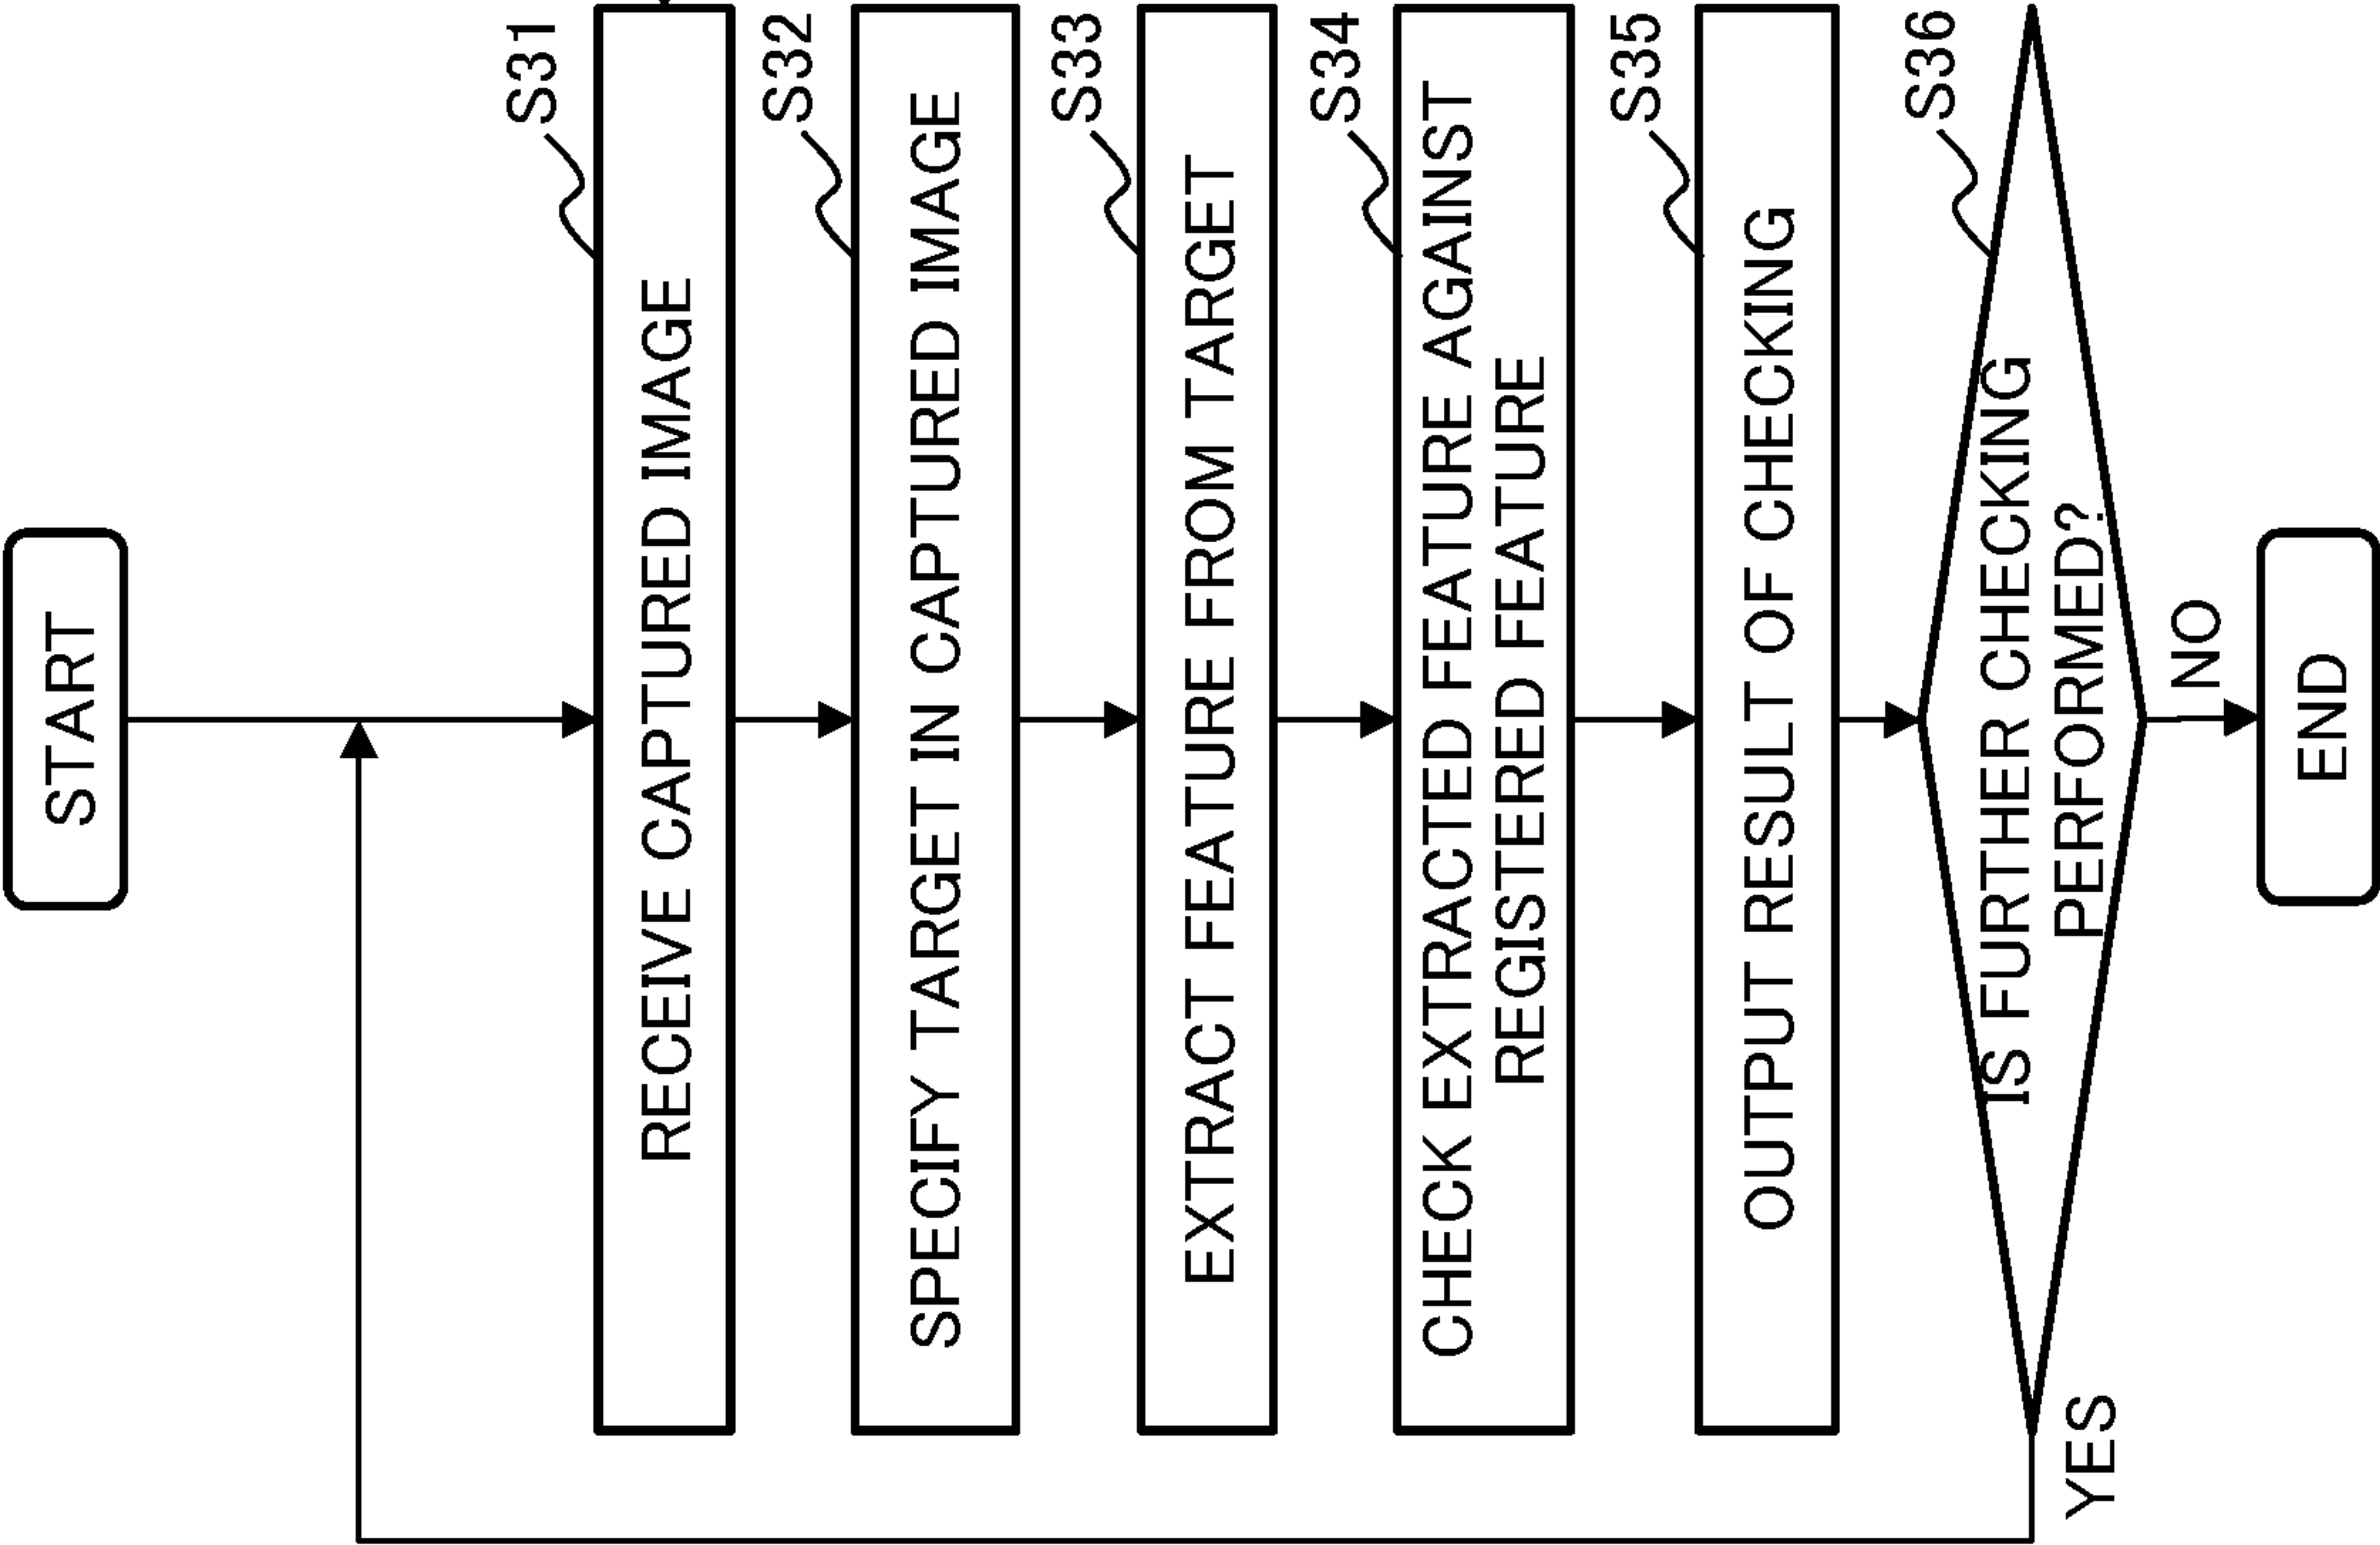 START
S31
RECEIVE CAPTURED IMAGE
S32
SPECIFY TARGET IN CAPTURED IMAGE
S33
EXTRACT FEATURE FROM TARGET
S34
CHECK EXTRACTED FEATURE AGAINST
REGISTERED FEATURE
S35
OUTPUT RESULT OF CHECKING
S36
IS FURTHER CHECKING
PERFORMED?
YES
NO
END